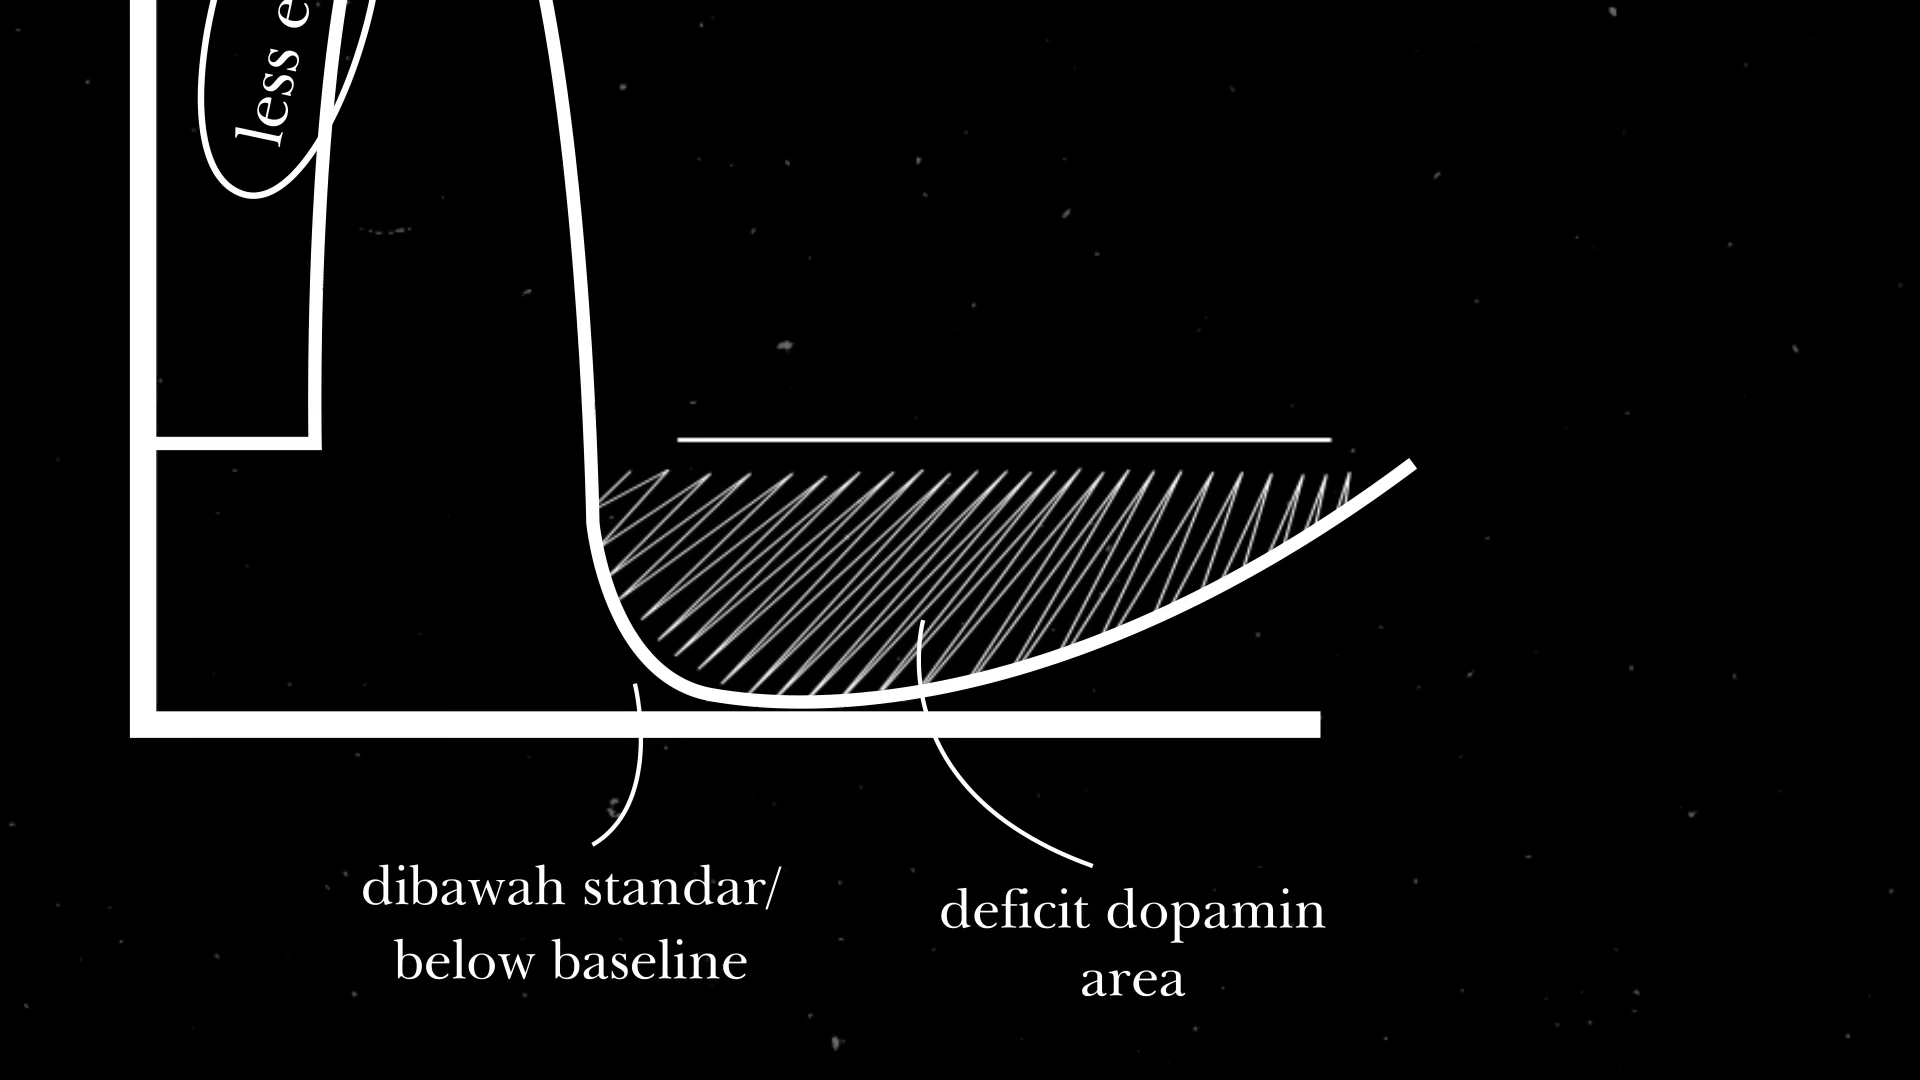 less
dibawah standar/
below baseline
deficit dopamin
area